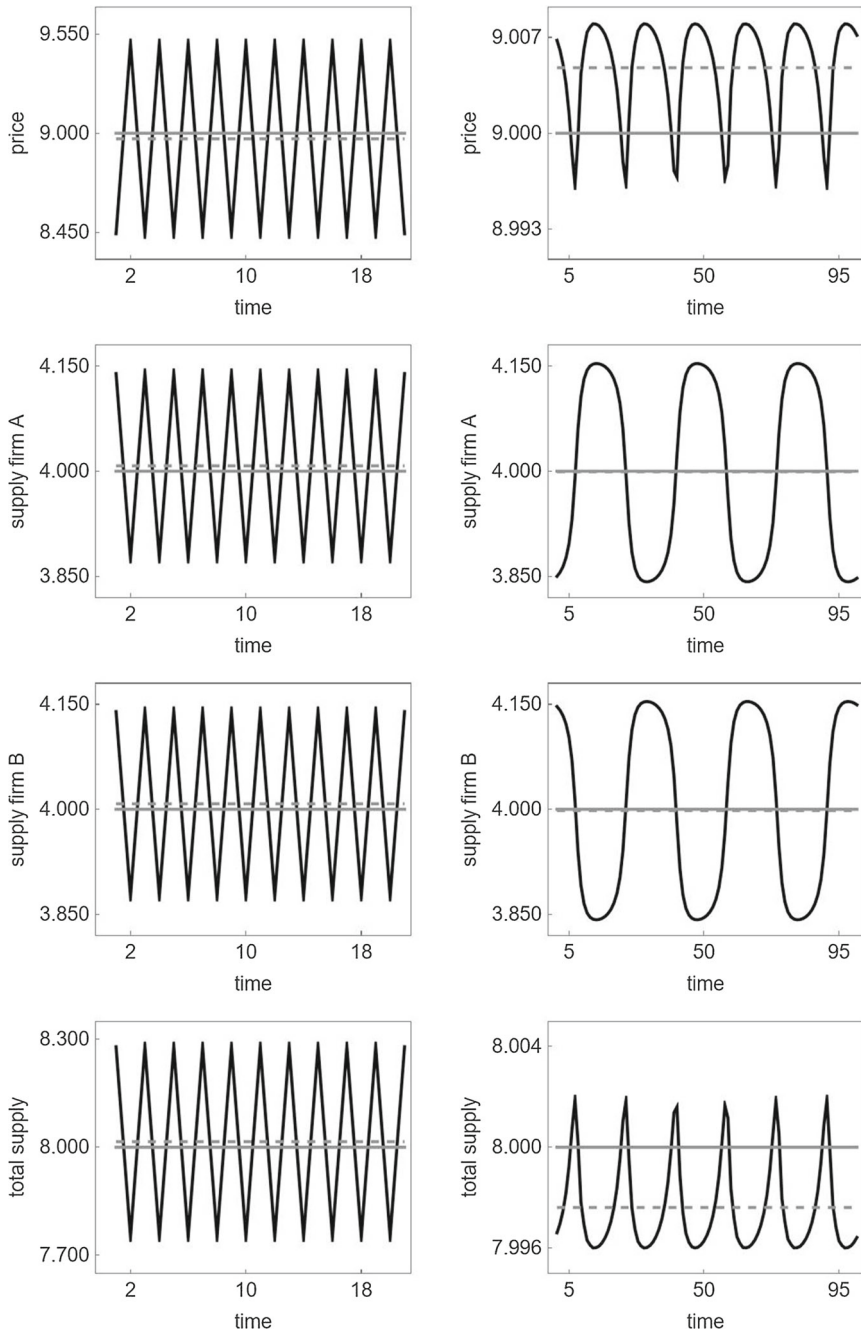 9.550
9.000
8.450
price
2 10 18
time
9.007
9.000
8.993
price
5 50 95
time
4.150
4.000
3.850
supply firm A
2 10 18
time
4.150
4.000
3.850
supply firm A
5 50 95
time
4.150
4.000
3.850
supply firm B
2 10 18
time
4.150
4.000
3.850
supply firm B
5 50 95
time
8.300
8.000
7.700
total supply
2 10 18
time
8.004
8.000
7.996
total supply
5 50 95
time